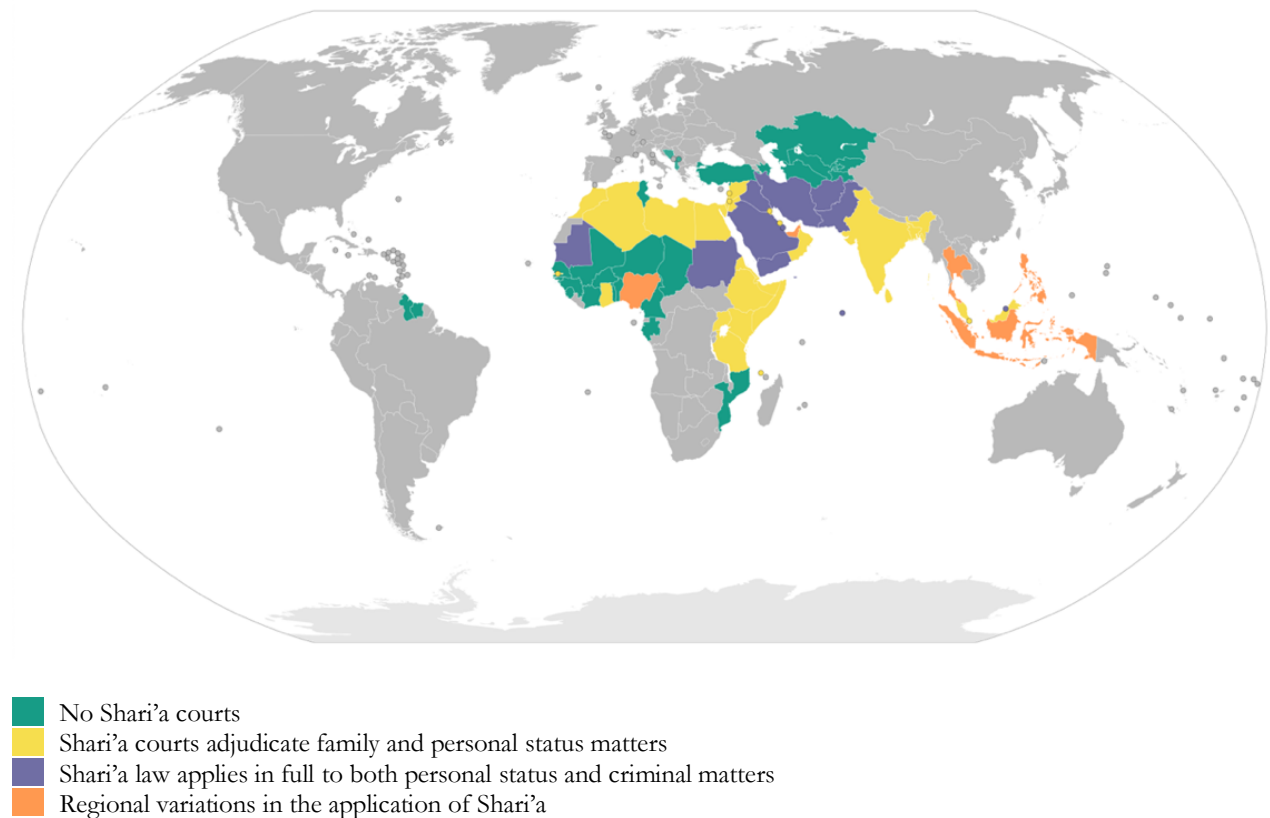 No Shari’a courts
Shari’a courts adjudicate family and personal status matters
Shari’a law applies in full to both personal status and criminal matters
Regional variations in the application of Shari’a